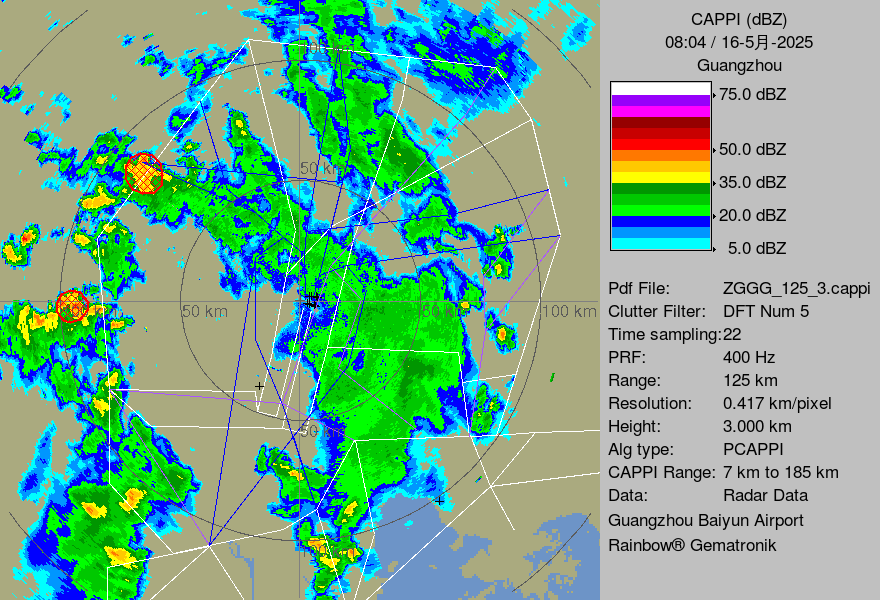 CAPPI (dBZ)
08:04 / 16-5月-2025
Guangzhou
75.0 dBZ
50.0 dBZ
35.0 dBZ
20.0 dBZ
5.0 dBZ
Pdf File: ZGGG_125_3.cappi
Clutter Filter: DFT Num 5
Time sampling:22
PRF: 400 Hz
Range: 125 km
Resolution: 0.417 km/pixel
Height: 3.000 km
Alg type: PCAPPI
CAPPI Range: 7 km to 185 km
Data: Radar Data
Guangzhou Baiyun Airport
Rainbow® Gematronik
100 km
50 km
100 km
50 km
50 km
100 km
50 km
100 km